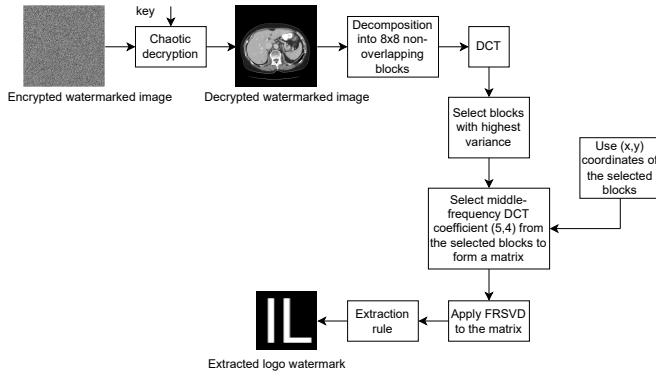 key
Chaotic
decryption
Encrypted watermarked image
Decrypted watermarked image
Decomposition
into 8x8 non-
overlapping
blocks
DCT
Select blocks
with highest
variance
Use (x,y)
coordinates of
the selected
blocks
Select middle-
frequency DCT
coefficient (5,4) from
the selected blocks to
form a matrix
Apply FRSVD
to the matrix
Extraction
rule
IL
Extracted logo watermark